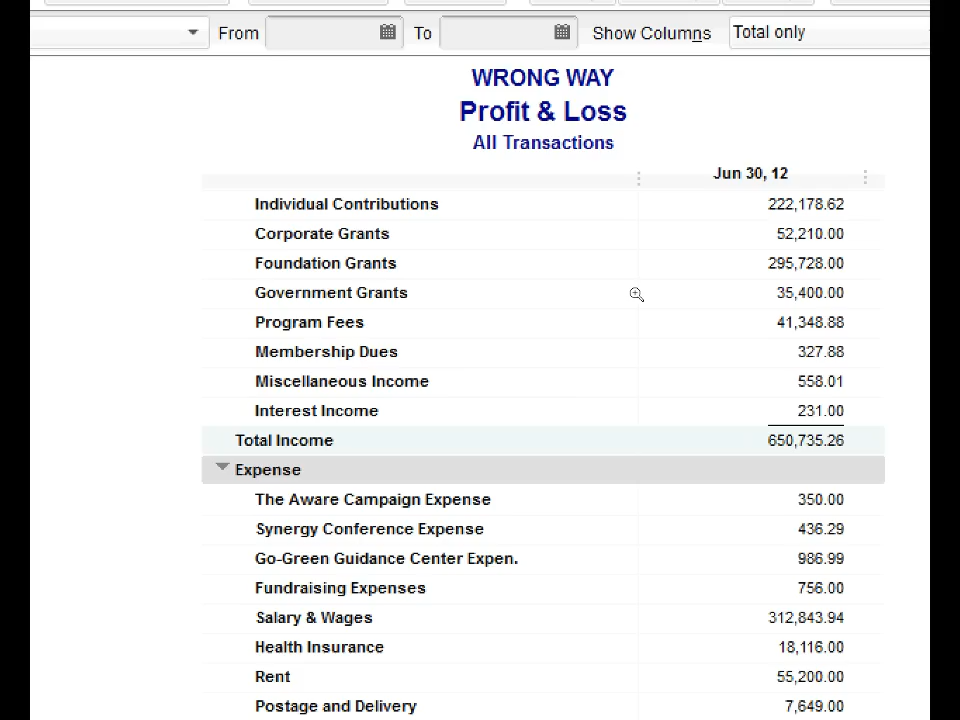 From To Show Columns Total only
WRONG WAY
Profit & Loss
All Transactions
Jun 30, 12
Individual Contributions 222,178.62
Corporate Grants 52,210.00
Foundation Grants 295,728.00
Government Grants 35,400.00
Program Fees 41,348.88
Membership Dues 327.88
Miscellaneous Income 558.01
Interest Income 231.00
Total Income 650,735.26
Expense
The Aware Campaign Expense 350.00
Synergy Conference Expense 436.29
Go-Green Guidance Center Expen. 986.99
Fundraising Expenses 756.00
Salary & Wages 312,843.94
Health Insurance 18,116.00
Rent 55,200.00
Postage and Delivery 7,649.00